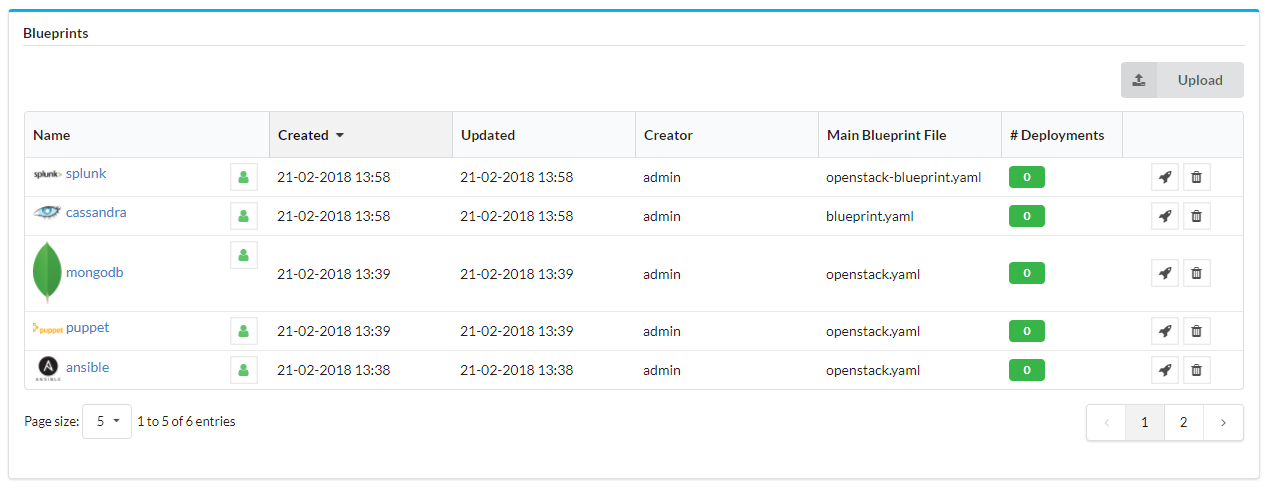 Blueprints
Upload
Name Created Updated Creator Main Blueprint File # Deployments
splunk> splunk 21-02-2018 13:58 21-02-2018 13:58 admin openstack-blueprint.yaml 0
cassandra 21-02-2018 13:58 21-02-2018 13:58 admin blueprint.yaml 0
mongodb 21-02-2018 13:39 21-02-2018 13:39 admin openstack.yaml 0
puppet puppet 21-02-2018 13:39 21-02-2018 13:39 admin openstack.yaml 0
A ANSIBLE ansible 21-02-2018 13:38 21-02-2018 13:38 admin openstack.yaml 0
Page size: 5 1 to 5 of 6 entries ‹ 1 2 ›